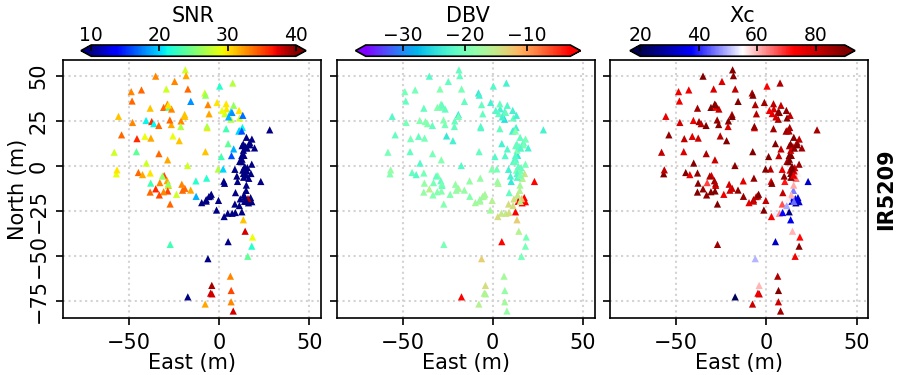 SNR DBV Xc
10 20 30 40 −30 −20 −10 20 40 60 80
North (m)
50
25
0
−25
−50
−75
−50 0 50 −50 0 50 −50 0 50
East (m) East (m) East (m)
IR5209